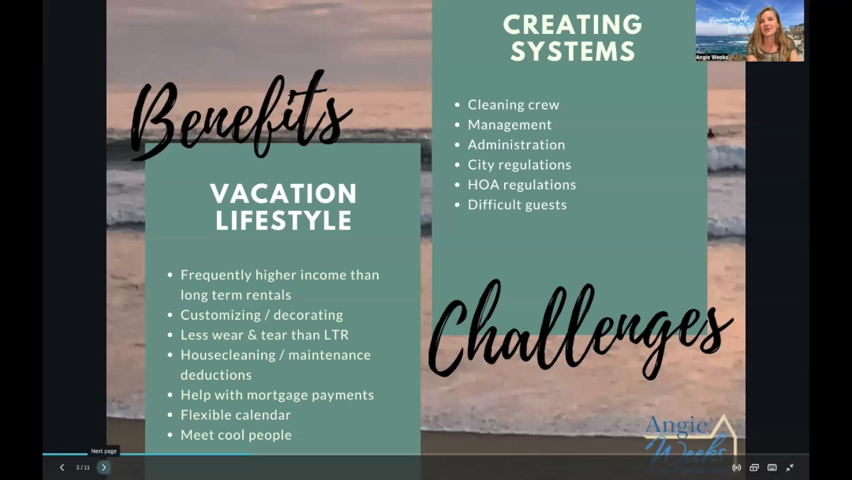 Benefits
VACATION
LIFESTYLE
Frequently higher income than
long term rentals
Customizing / decorating
Less wear & tear than LTR
Housecleaning / maintenance
deductions
Help with mortgage payments
Flexible calendar
Meet cool people
CREATING
SYSTEMS
Cleaning crew
Management
Administration
City regulations
HOA regulations
Difficult guests
Challenges
Angie
Weeks
Angie Weeks
Next page
3 / 11